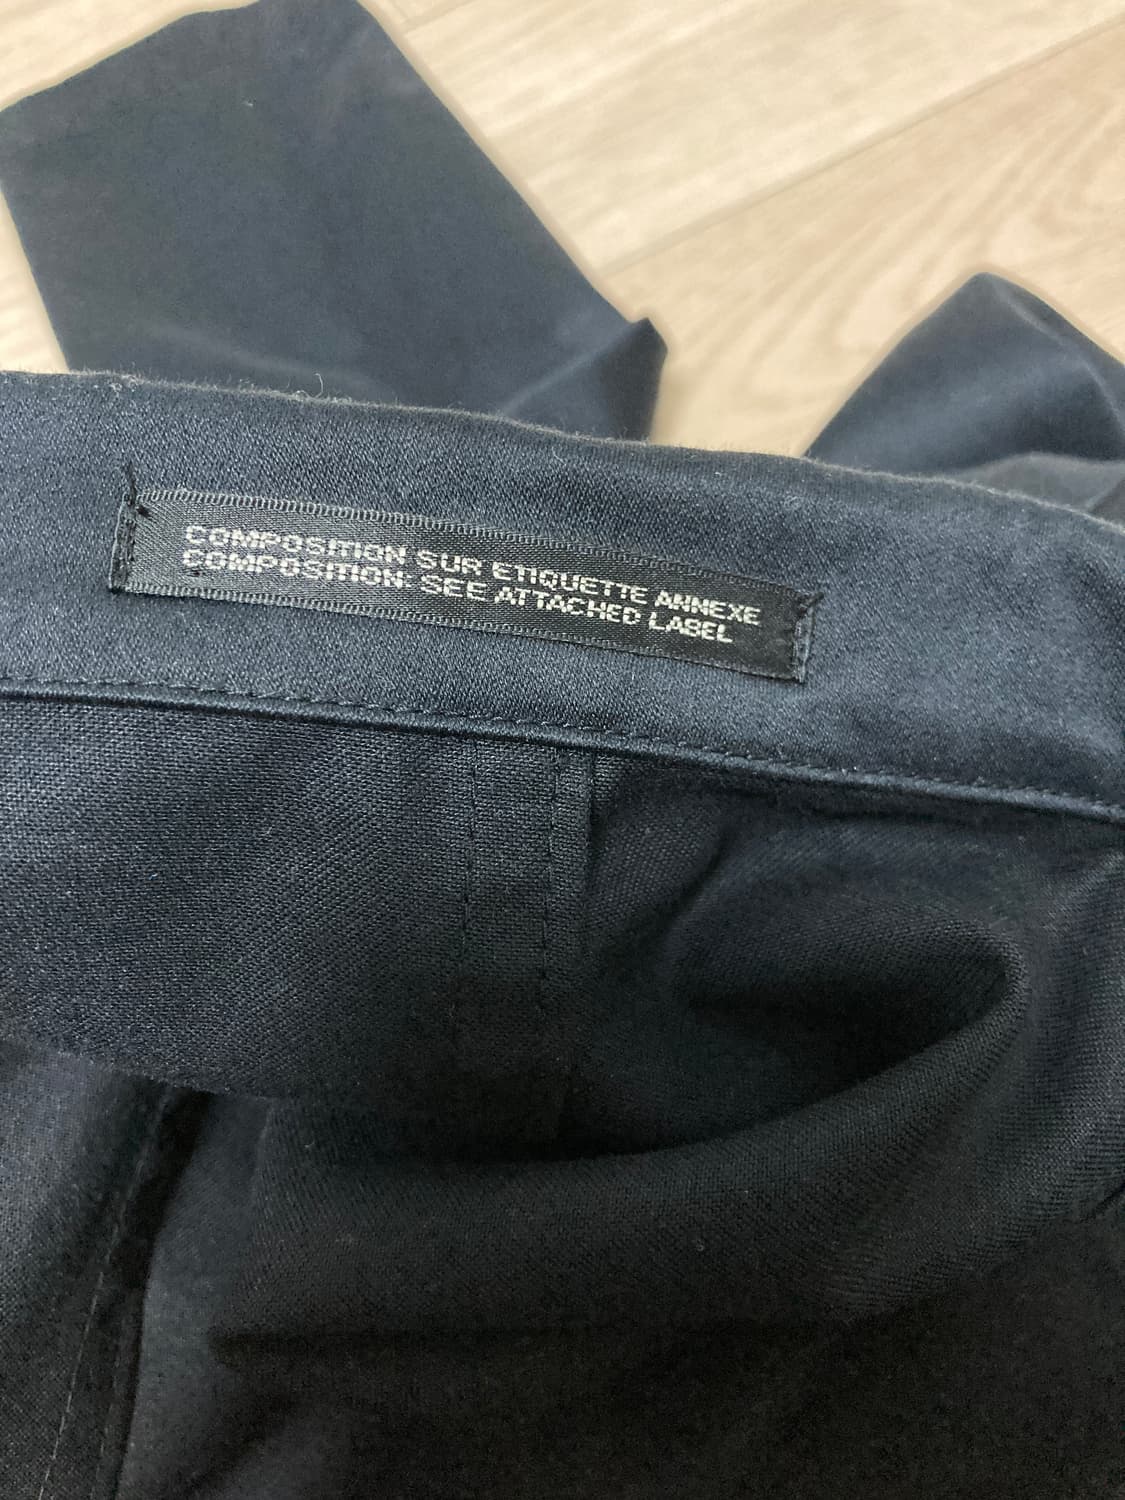 COMPOSITION SUR ETIQUETTE ANNEXE
COMPOSITION: SEE ATTACHED LABEL